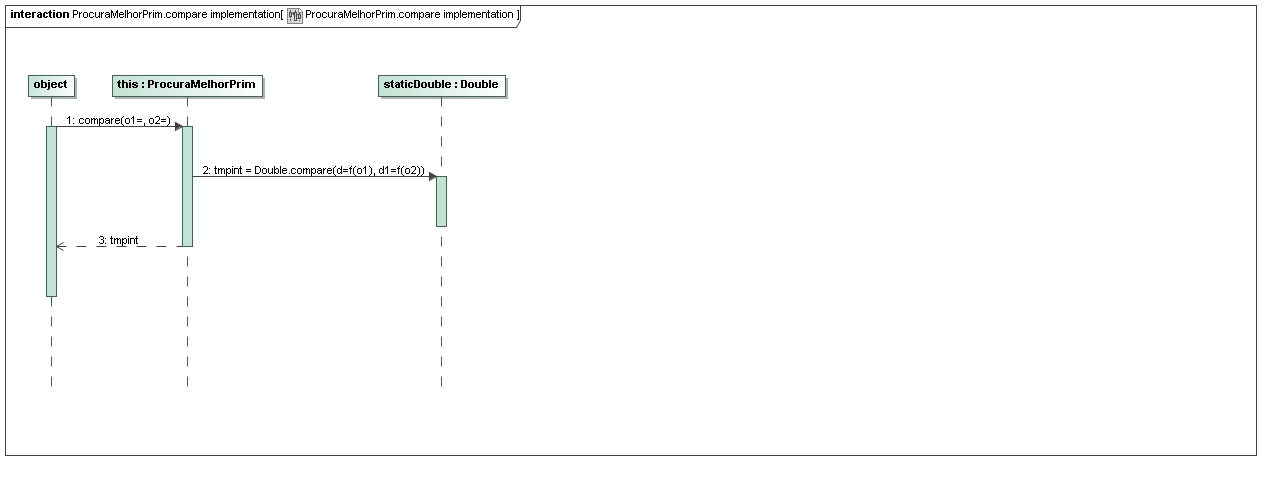 interaction ProcuraMelhorPrim.compare implementation[ ProcuraMelhorPrim.compare implementation ]
object
this : ProcuraMelhorPrim
staticDouble : Double
1: compare(o1=, o2=)
2: tmpint = Double.compare(d=f(o1), d1=f(o2))
3: tmpint